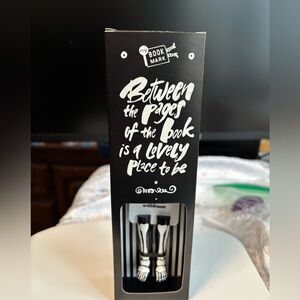 BOOK
MARK
Between
the Pages
of the book
is a lovely
Place to be